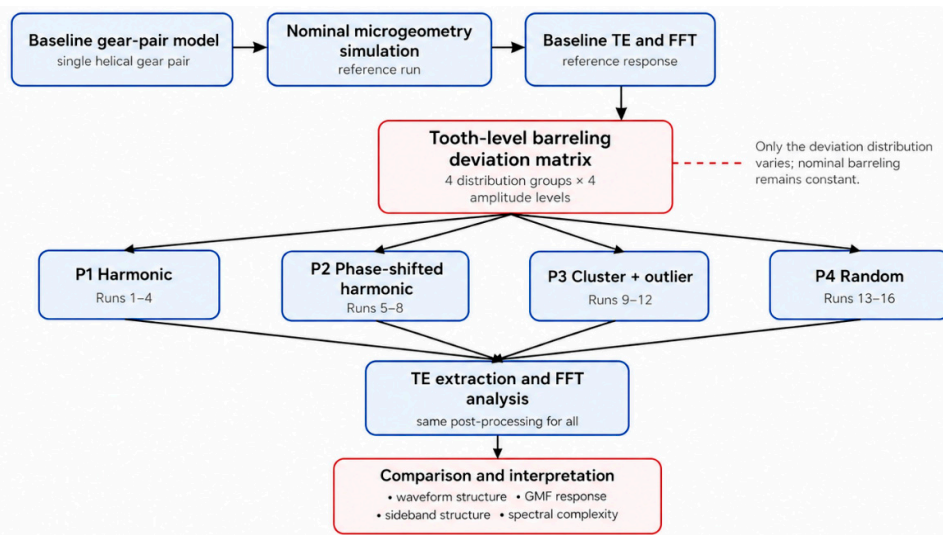 Baseline gear-pair model
single helical gear pair
Nominal microgeometry
simulation
reference run
Baseline TE and FFT
reference response
Tooth-level barreling
deviation matrix
4 distribution groups × 4
amplitude levels
Only the deviation distribution
varies; nominal barreling
remains constant.
P1 Harmonic
Runs 1–4
P2 Phase-shifted
harmonic
Runs 5–8
P3 Cluster + outlier
Runs 9–12
P4 Random
Runs 13–16
TE extraction and FFT
analysis
same post-processing for all
Comparison and interpretation
• waveform structure • GMF response
• sideband structure • spectral complexity